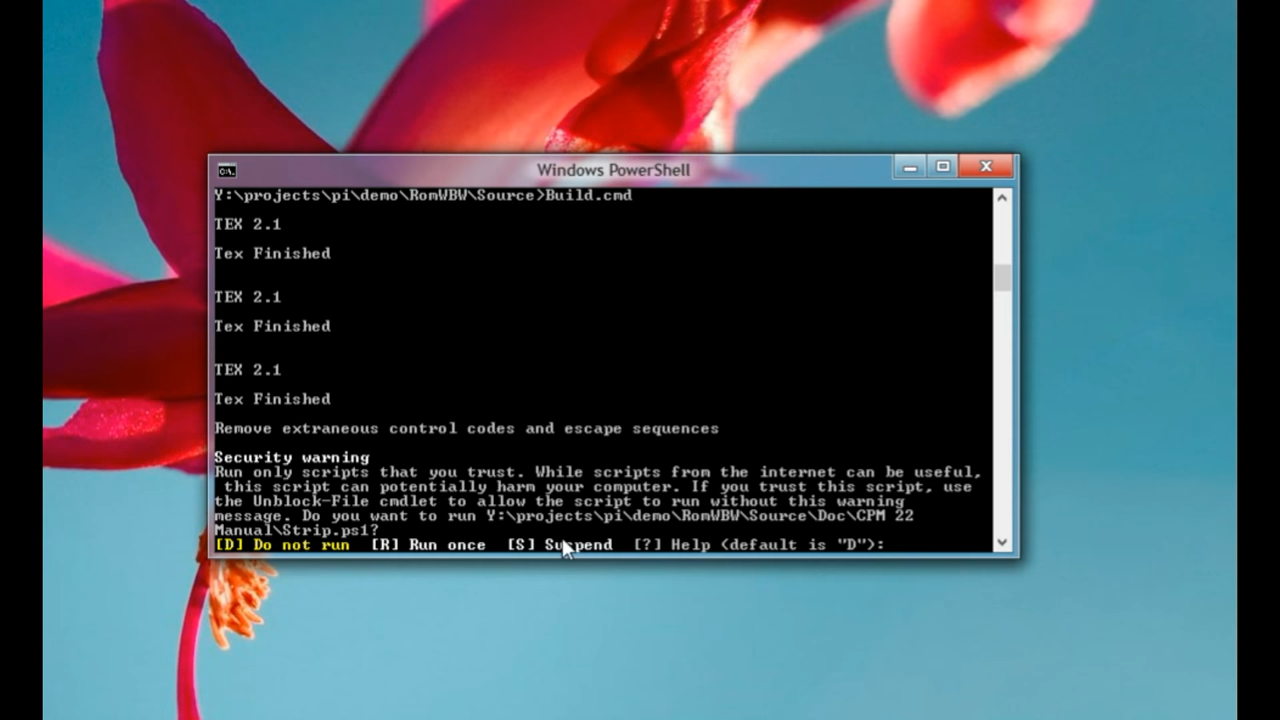 Windows PowerShell
Y:\projects\pi\demo\RomWBW\Source>Build.cmd
TEX 2.1
Tex Finished
TEX 2.1
Tex Finished
TEX 2.1
Tex Finished
Remove extraneous control codes and escape sequences
Security warning
Run only scripts that you trust. While scripts from the internet can be useful,
this script can potentially harm your computer. If you trust this script, use
the Unblock-File cmdlet to allow the script to run without this warning
message. Do you want to run Y:\projects\pi\demo\RomWBW\Source\Doc\CPM 22
Manual\Strip.ps1?
[D] Do not run  [R] Run once  [S] Suspend  [?] Help (default is "D"):